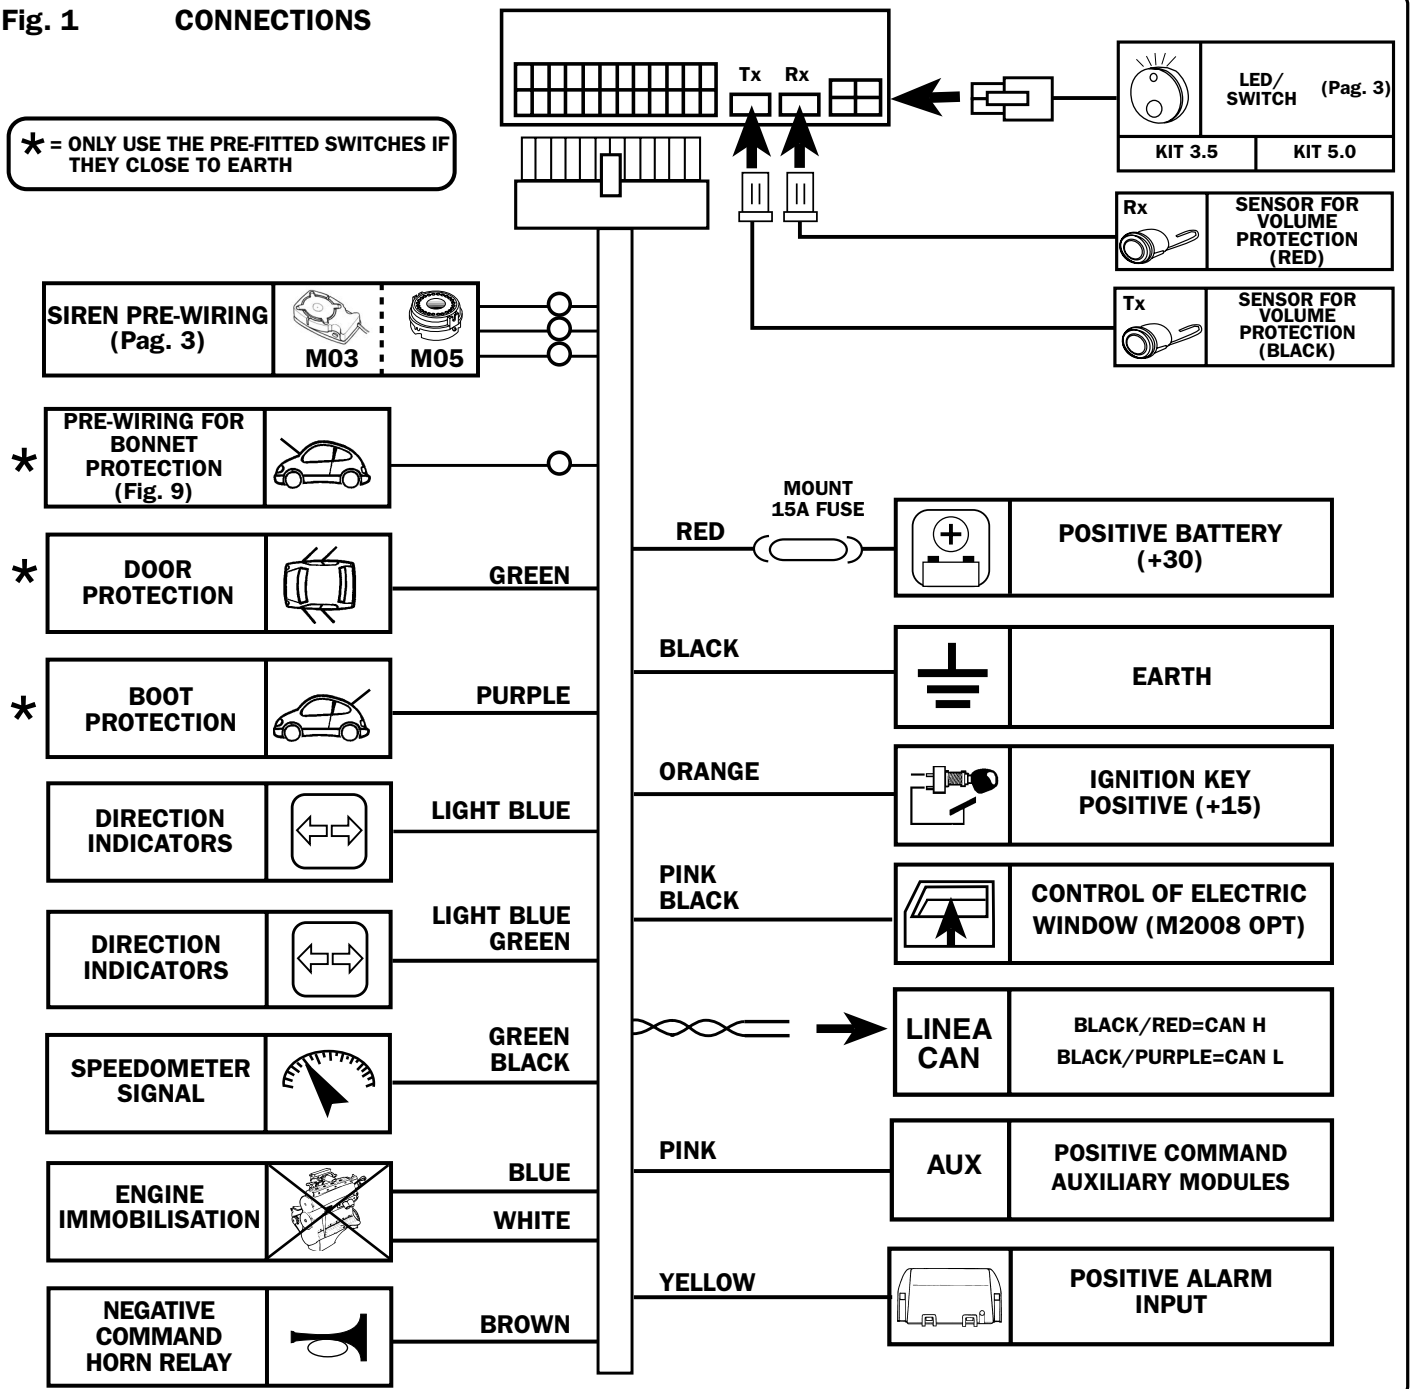 Fig. 1 CONNECTIONS
* = ONLY USE THE PRE-FITTED SWITCHES IF
THEY CLOSE TO EARTH
Tx Rx
LED/
SWITCH
(Pag. 3)
KIT 3.5
KIT 5.0
Rx
SENSOR FOR
VOLUME
PROTECTION
(RED)
Tx
SENSOR FOR
VOLUME
PROTECTION
(BLACK)
SIREN PRE-WIRING
(Pag. 3)
M03
M05
*
PRE-WIRING FOR
BONNET
PROTECTION
(Fig. 9)
*
DOOR
PROTECTION
GREEN
*
BOOT
PROTECTION
PURPLE
DIRECTION
INDICATORS
LIGHT BLUE
DIRECTION
INDICATORS
LIGHT BLUE
GREEN
SPEEDOMETER
SIGNAL
GREEN
BLACK
ENGINE
IMMOBILISATION
BLUE
WHITE
NEGATIVE
COMMAND
HORN RELAY
BROWN
RED
MOUNT
15A FUSE
POSITIVE BATTERY
(+30)
BLACK
EARTH
ORANGE
IGNITION KEY
POSITIVE (+15)
PINK
BLACK
CONTROL OF ELECTRIC
WINDOW (M2008 OPT)
LINEA
CAN
BLACK/RED=CAN H
BLACK/PURPLE=CAN L
PINK
AUX
POSITIVE COMMAND
AUXILIARY MODULES
YELLOW
POSITIVE ALARM
INPUT